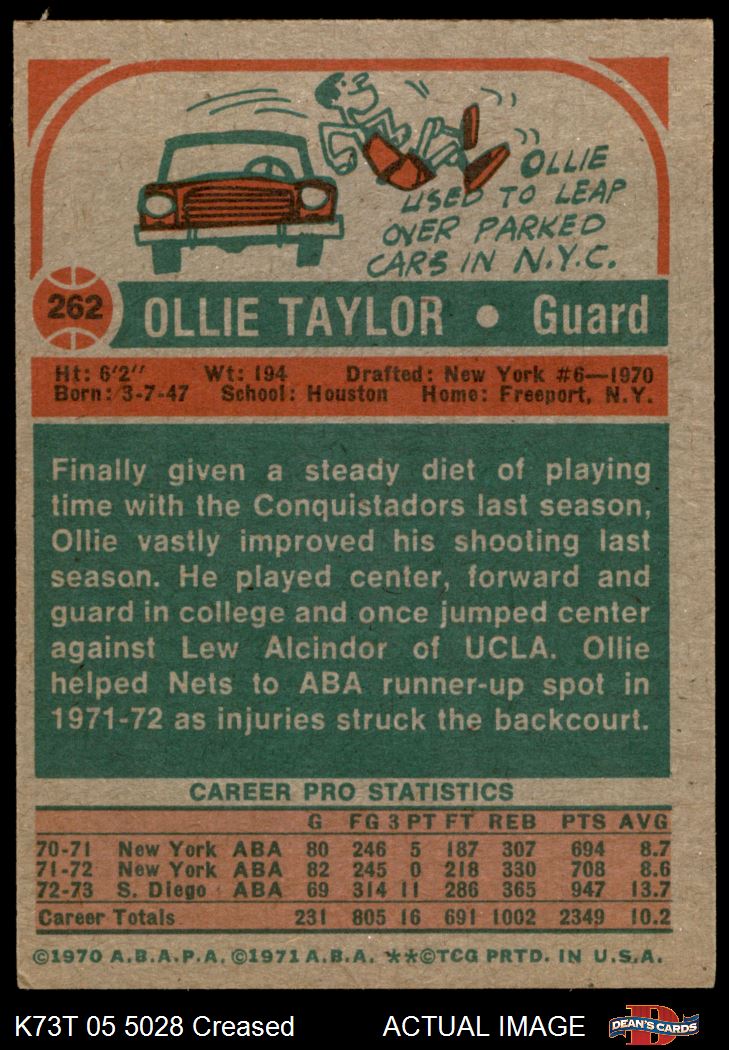 OLLIE
USED TO LEAP
OVER PARKED
CARS IN N.Y.C.
262 OLLIE TAYLOR • Guard
Ht: 6'2" Wt: 194 Drafted: New York #6—1970
Born: 3-7-47 School: Houston Home: Freeport, N.Y.
Finally given a steady diet of playing
time with the Conquistadors last season,
Ollie vastly improved his shooting last
season. He played center, forward and
guard in college and once jumped center
against Lew Alcindor of UCLA. Ollie
helped Nets to ABA runner-up spot in
1971-72 as injuries struck the backcourt.
CAREER PRO STATISTICS
G FG 3 PT FT REB PTS AVG
70-71 New York ABA 80 246 5 187 307 694 8.7
71-72 New York ABA 82 245 0 218 330 708 8.6
72-73 S. Diego ABA 69 314 11 286 365 947 13.7
Career Totals 231 805 16 691 1002 2349 10.2
©1970 A.B.A.P.A. ©1971 A.B.A. **©TCG PRTD. IN U.S.A.
K73T 05 5028 Creased ACTUAL IMAGE DEAN'S CARDS